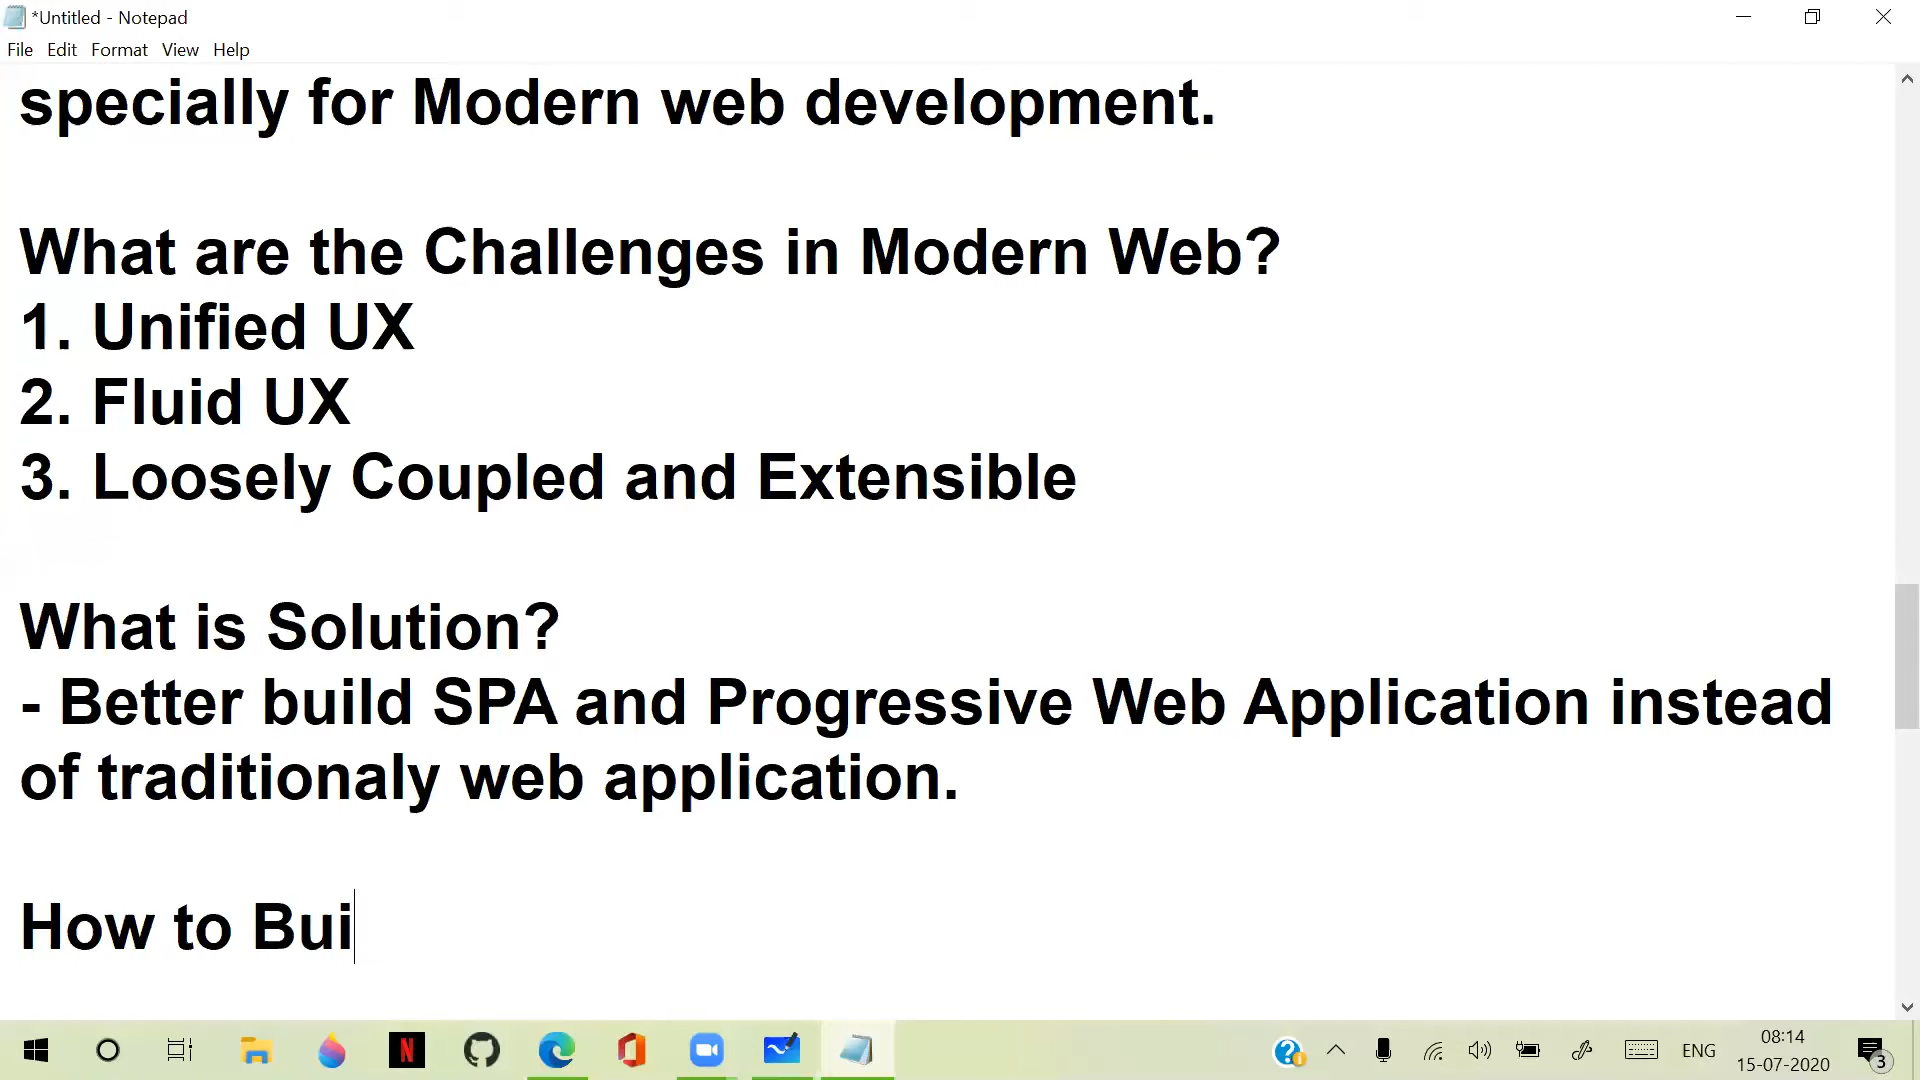 *Untitled - Notepad
File Edit Format View Help
specially for Modern web development.
What are the Challenges in Modern Web?
1. Unified UX
2. Fluid UX
3. Loosely Coupled and Extensible
What is Solution?
- Better build SPA and Progressive Web Application instead
of traditionaly web application.
How to Bui
N
ENG
08:14
15-07-2020
3